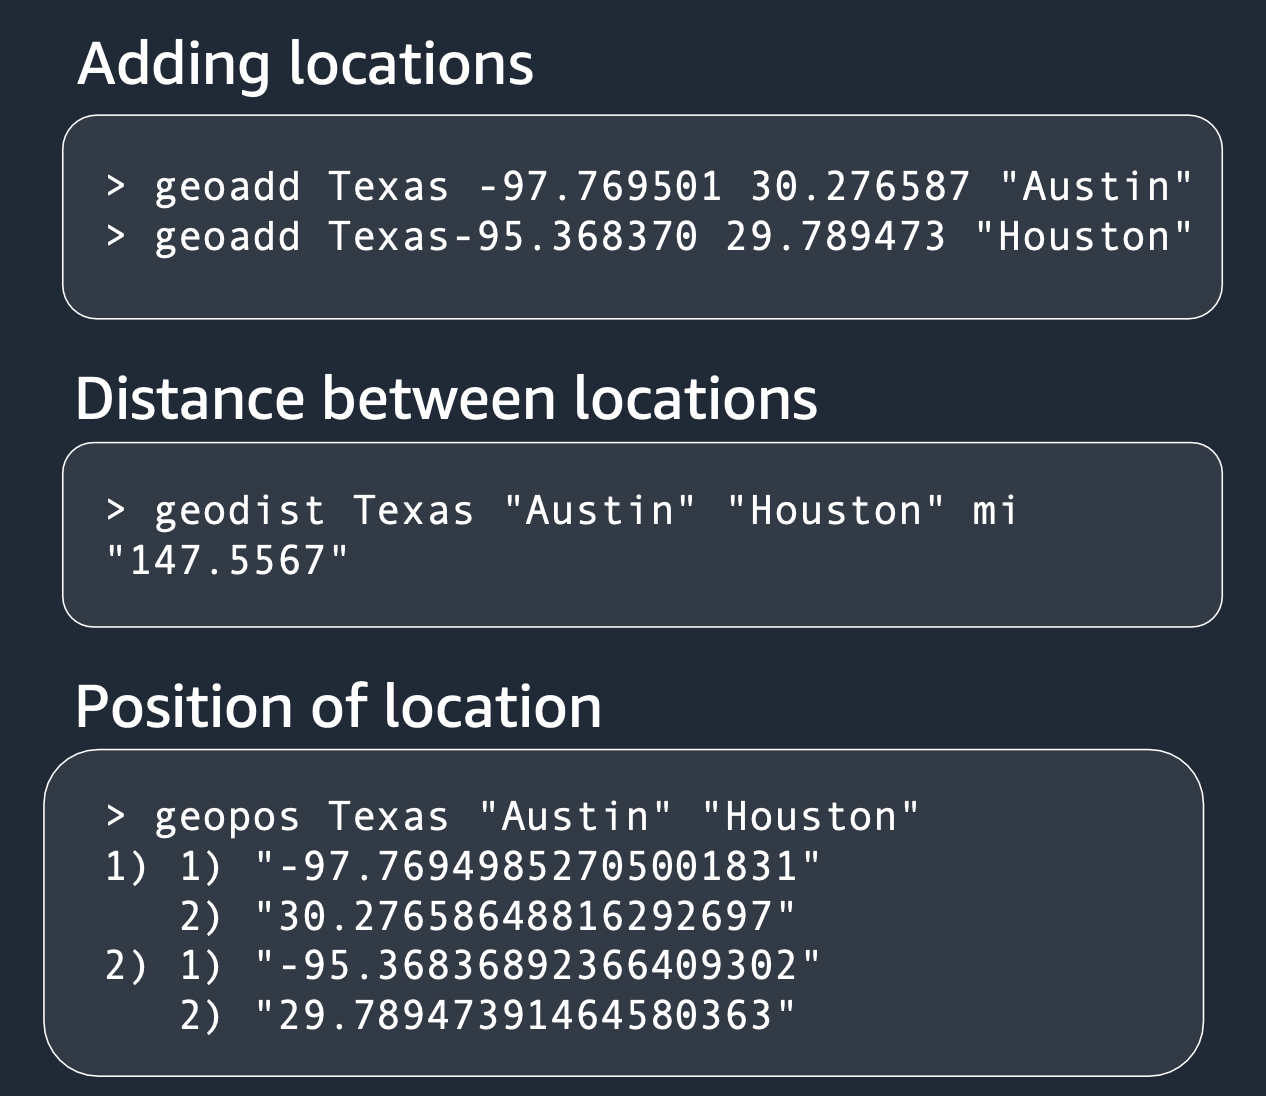 Adding locations
> geoadd Texas -97.769501 30.276587 "Austin"
> geoadd Texas-95.368370 29.789473 "Houston"
Distance between locations
> geodist Texas "Austin" "Houston" mi
"147.5567"
Position of location
> geopos Texas "Austin" "Houston"
1) 1) "-97.76949852705001831"
2) "30.27658648816292697"
2) 1) "-95.36836892366409302"
2) "29.78947391464580363"